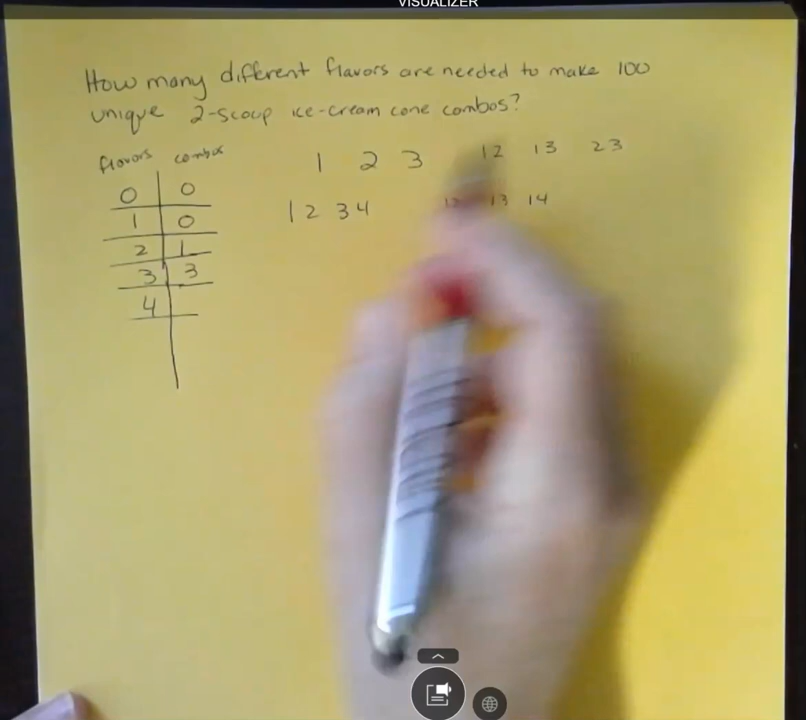 VISUALIZER
How many different flavors are needed to make 100
unique 2-scoop ice-cream cone combos?
flavors combos
0 0
1 0
2 1
3 3
4
1 2 3 12 13 23
1 2 3 4 12 13 14